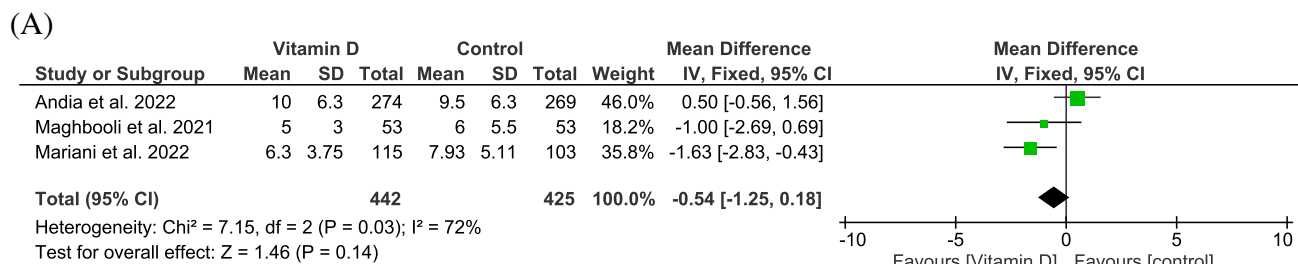 (A)
Vitamin D Control Mean Difference Mean Difference
Study or Subgroup Mean SD Total Mean SD Total Weight IV, Fixed, 95% CI IV, Fixed, 95% CI
Andia et al. 2022 10 6.3 274 9.5 6.3 269 46.0% 0.50 [-0.56, 1.56]
Maghbooli et al. 2021 5 3 53 6 5.5 53 18.2% -1.00 [-2.69, 0.69]
Mariani et al. 2022 6.3 3.75 115 7.93 5.11 103 35.8% -1.63 [-2.83, -0.43]
Total (95% CI) 442 425 100.0% -0.54 [-1.25, 0.18]
Heterogeneity: Chi² = 7.15, df = 2 (P = 0.03); I² = 72%
Test for overall effect: Z = 1.46 (P = 0.14)
-10 -5 0 5 10
Favours [Vitamin D] Favours [control]